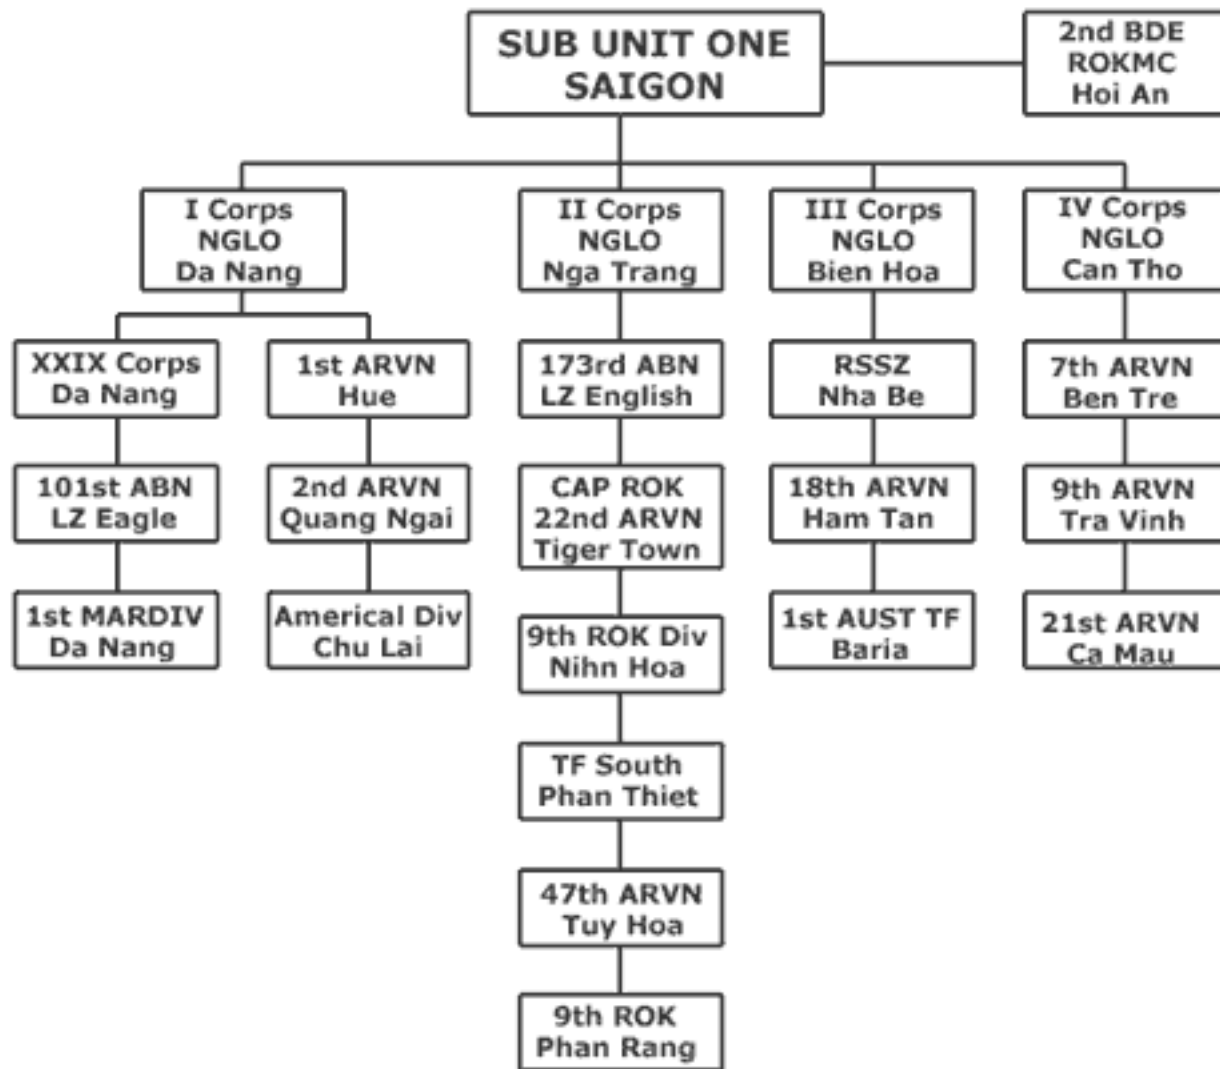 SUB UNIT ONE
SAIGON
2nd BDE
ROKMC
Hoi An
I Corps
NGLO
Da Nang
II Corps
NGLO
Nga Trang
III Corps
NGLO
Bien Hoa
IV Corps
NGLO
Can Tho
XXIX Corps
Da Nang
1st ARVN
Hue
173rd ABN
LZ English
RSSZ
Nha Be
7th ARVN
Ben Tre
101st ABN
LZ Eagle
2nd ARVN
Quang Ngai
CAP ROK
22nd ARVN
Tiger Town
18th ARVN
Ham Tan
9th ARVN
Tra Vinh
1st MARDIV
Da Nang
Americal Div
Chu Lai
9th ROK Div
Nihn Hoa
1st AUST TF
Baria
21st ARVN
Ca Mau
TF South
Phan Thiet
47th ARVN
Tuy Hoa
9th ROK
Phan Rang